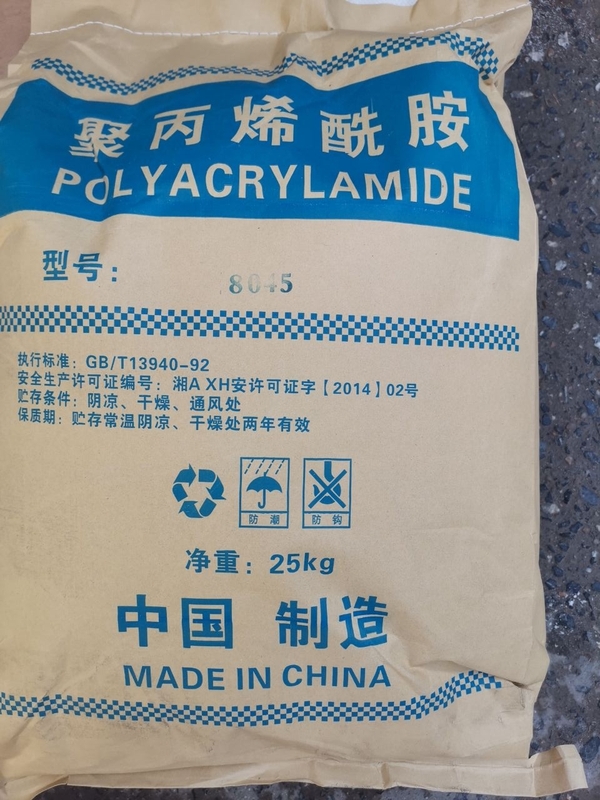 聚丙烯酰胺
POLYACRYLAMIDE
型号: 8045
执行标准: GB/T13940-92
安全生产许可证编号: 湘A XH安许可证字【2014】02号
贮存条件: 阴凉、干燥、通风处
保质期: 贮存常温阴凉、干燥处两年有效
防潮 防钩
净重: 25kg
中国 制造
MADE IN CHINA